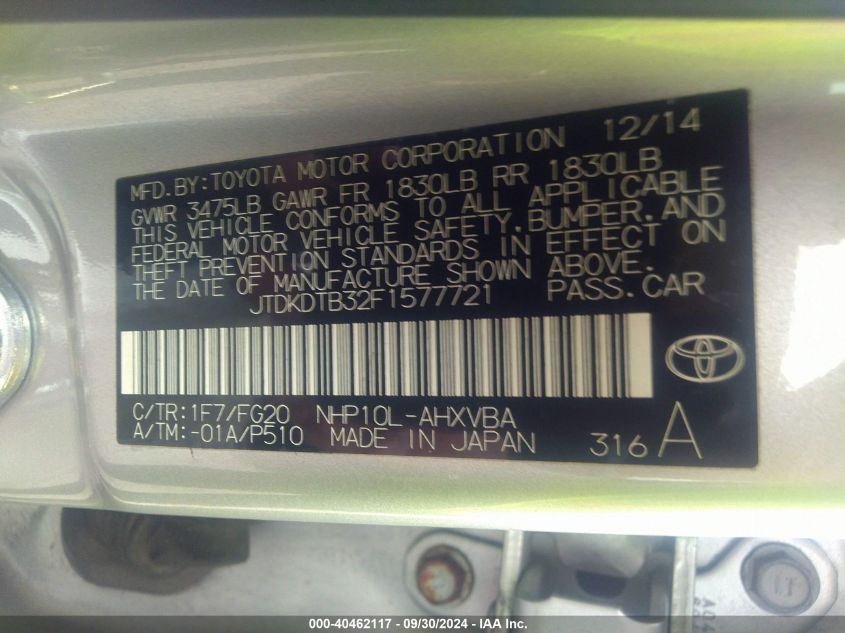 MFD.BY:TOYOTA MOTOR CORPORATION 12/14
GVWR 3475LB GAWR FR 1830LB RR 1830LB
THIS VEHICLE CONFORMS TO ALL APPLICABLE
FEDERAL MOTOR VEHICLE SAFETY,BUMPER,AND
THEFT PREVENTION STANDARDS IN EFFECT ON
THE DATE OF MANUFACTURE SHOWN ABOVE.
JTDKDTB32F1577721 PASS.CAR
C/TR:1F7/FG20 NHP10L-AHXVBA
A/TM:-01A/P510 MADE IN JAPAN 316 A
000-40462117 - 09/30/2024 - IAA Inc.